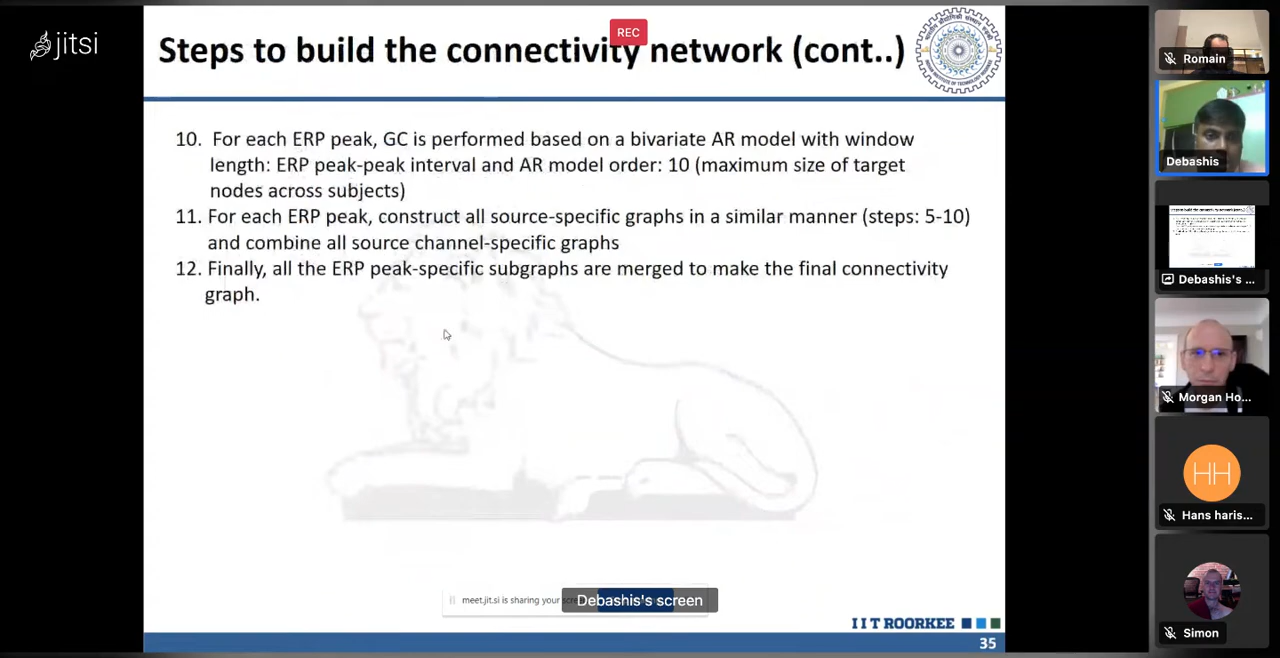 jitsi
REC
Steps to build the connectivity network (cont..)
10. For each ERP peak, GC is performed based on a bivariate AR model with window
length: ERP peak-peak interval and AR model order: 10 (maximum size of target
nodes across subjects)
11. For each ERP peak, construct all source-specific graphs in a similar manner (steps: 5-10)
and combine all source channel-specific graphs
12. Finally, all the ERP peak-specific subgraphs are merged to make the final connectivity
graph.
meet.jit.si is sharing your
Debashis's screen
I I T ROORKEE
35
Romain
Debashis
Debashis's ...
Morgan Ho...
HH
Hans haris...
Simon